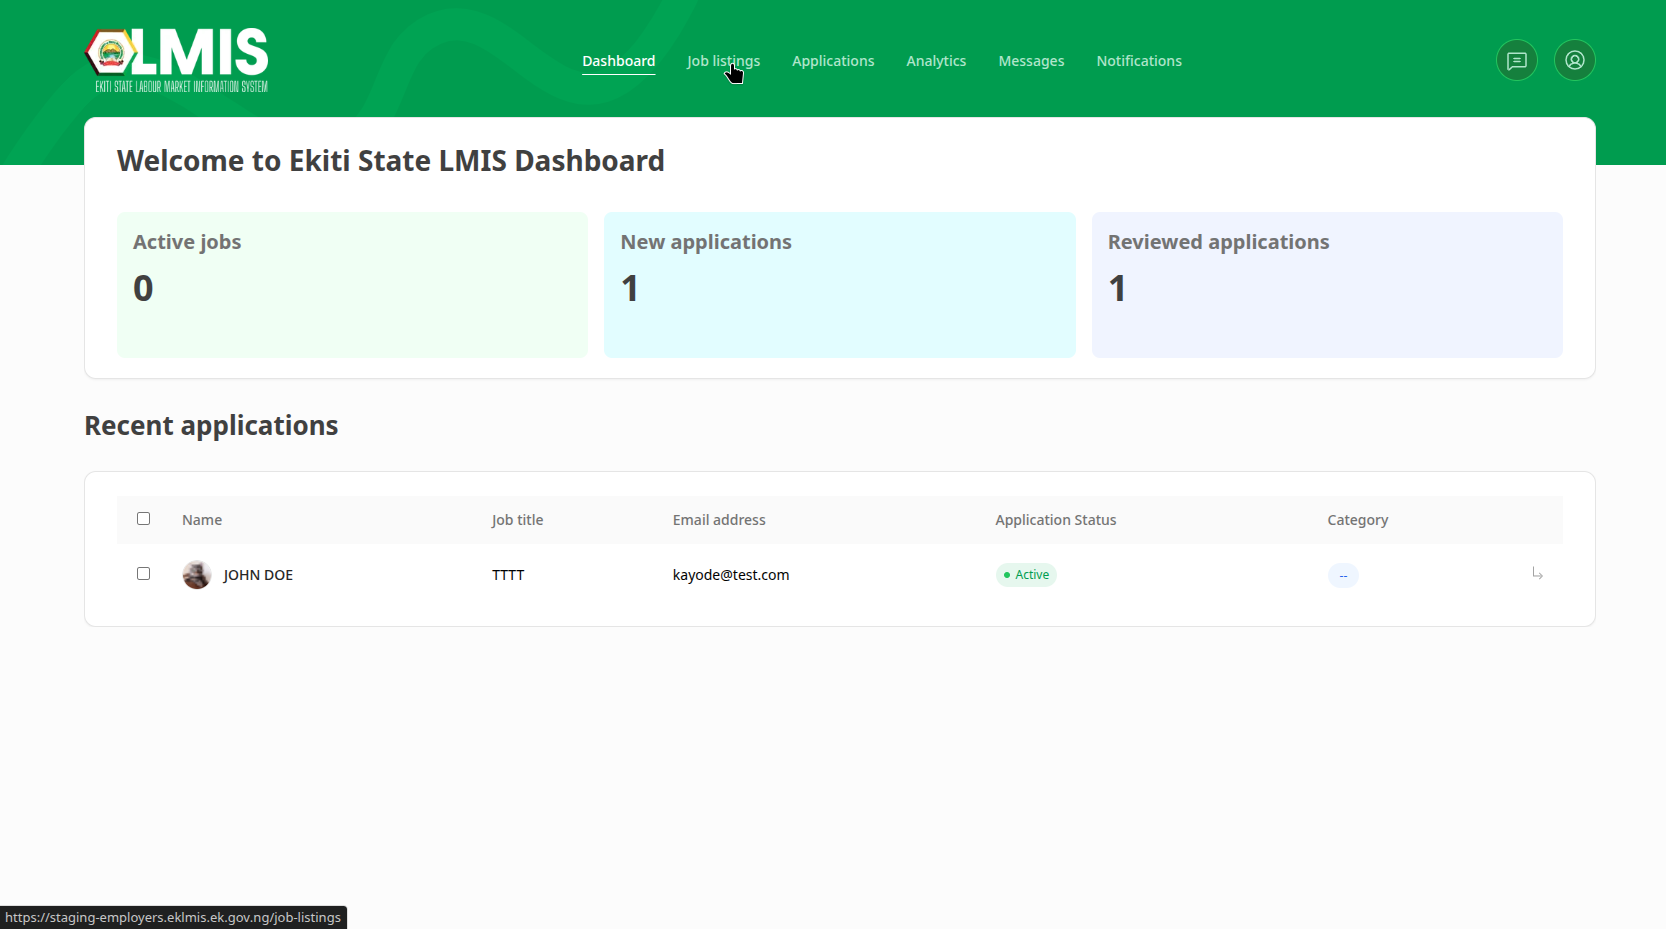 LMIS
EKITI STATE LABOUR MARKET INFORMATION SYSTEM
Dashboard Job listings Applications Analytics Messages Notifications
Welcome to Ekiti State LMIS Dashboard
Active jobs New applications Reviewed applications
0 1 1
Recent applications
Name Job title Email address Application Status Category
JOHN DOE TTTT kayode@test.com Active --
https://staging-employers.eklmis.ek.gov.ng/job-listings